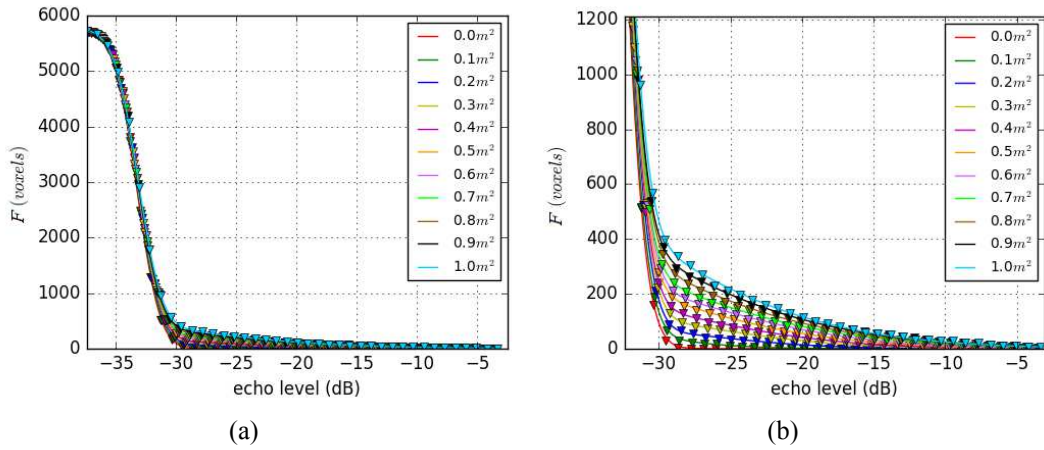 6000
5000
4000
3000
2000
1000
0
F (voxels)
−35 −30 −25 −20 −15 −10 −5
echo level (dB)
0.0m²
0.1m²
0.2m²
0.3m²
0.4m²
0.5m²
0.6m²
0.7m²
0.8m²
0.9m²
1.0m²
(a)
1200
1000
800
600
400
200
0
F (voxels)
−30 −25 −20 −15 −10 −5
echo level (dB)
0.0m²
0.1m²
0.2m²
0.3m²
0.4m²
0.5m²
0.6m²
0.7m²
0.8m²
0.9m²
1.0m²
(b)